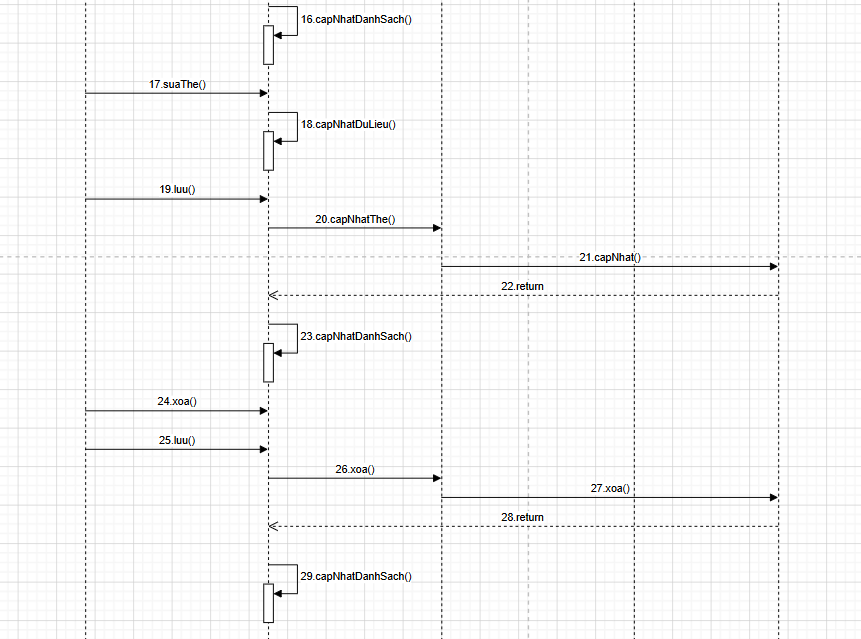 16.capNhatDanhSach()
17.suaThe()
18.capNhatDuLieu()
19.luu()
20.capNhatThe()
21.capNhat()
22.return
23.capNhatDanhSach()
24.xoa()
25.luu()
26.xoa()
27.xoa()
28.return
29.capNhatDanhSach()